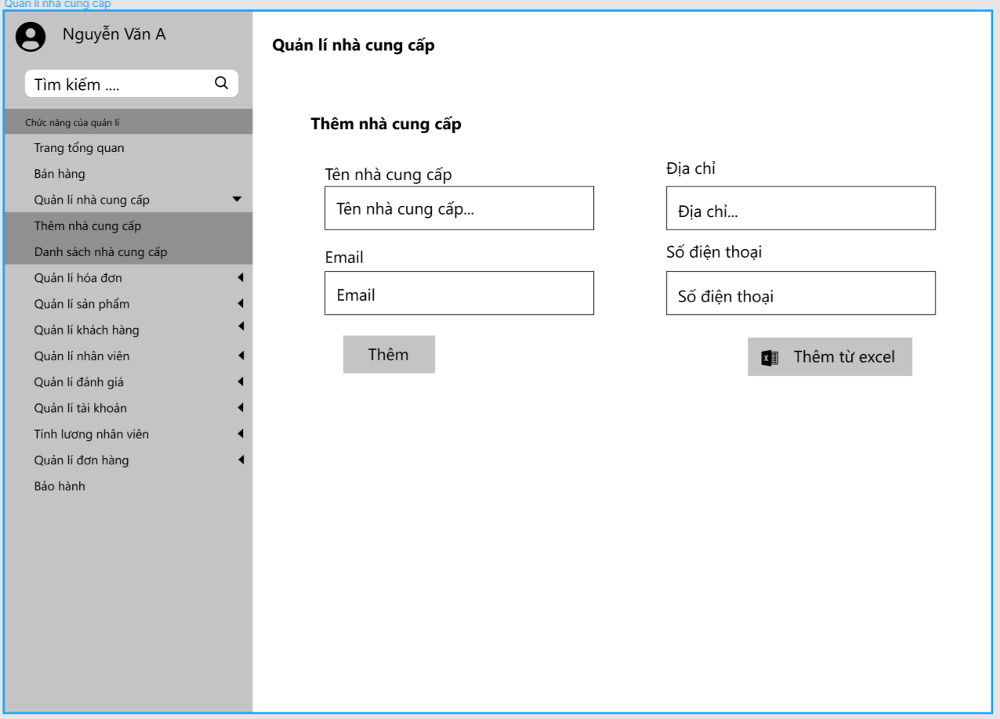 Quản lí nhà cung cấp
Nguyễn Văn A
Tìm kiếm ....
Chức năng của quản lí
Trang tổng quan
Bán hàng
Quản lí nhà cung cấp
Thêm nhà cung cấp
Danh sách nhà cung cấp
Quản lí hóa đơn
Quản lí sản phẩm
Quản lí khách hàng
Quản lí nhân viên
Quản lí đánh giá
Quản lí tài khoản
Tính lương nhân viên
Quản lí đơn hàng
Bảo hành
Quản lí nhà cung cấp
Thêm nhà cung cấp
Tên nhà cung cấp
Tên nhà cung cấp...
Địa chỉ
Địa chỉ...
Email
Email
Số điện thoại
Số điện thoại
Thêm
Thêm từ excel